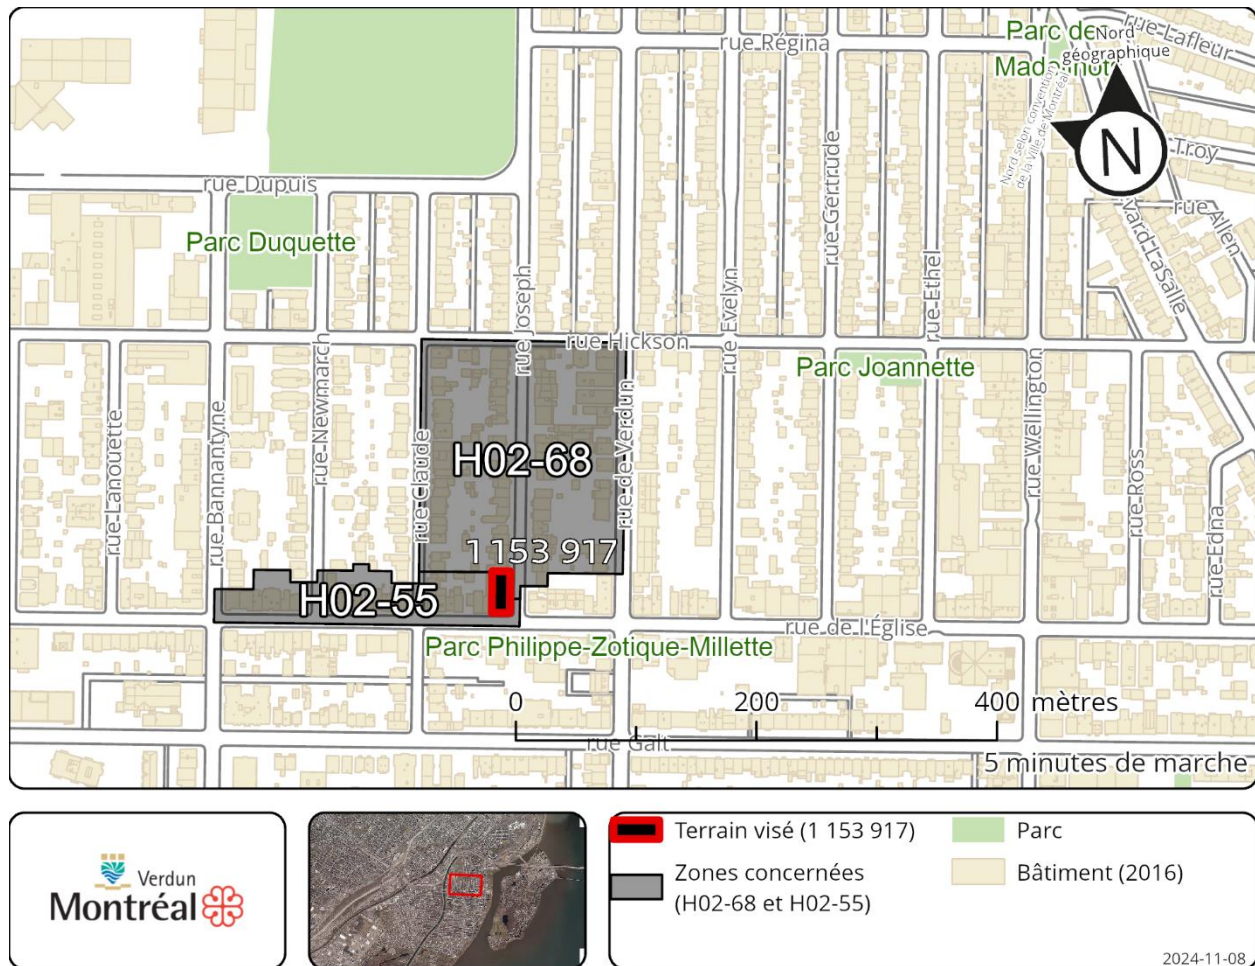 rue Régina
Parc de
Madelinots
rue Lafleur
Nord
géographique
Nord selon convention
de la Ville de Montréal
N
Troy
rue Allen
vard LaSalle
rue Dupuis
Parc Duquette
rue Joseph
rue Evelyn
rue Gertrude
rue Ethel
rue Hickson
Parc Joannette
rue Lanouette
rue Bannantyne
rue Newmarch
rue Claude
H02-68
rue de Verdun
rue Wellington
rue Ross
rue Edna
1 153 917
H02-55
rue de l'Église
Parc Philippe-Zotique-Millette
0 200 400 mètres
rue Galt
5 minutes de marche
Verdun
Montréal
Terrain visé (1 153 917)
Zones concernées
(H02-68 et H02-55)
Parc
Bâtiment (2016)
2024-11-08